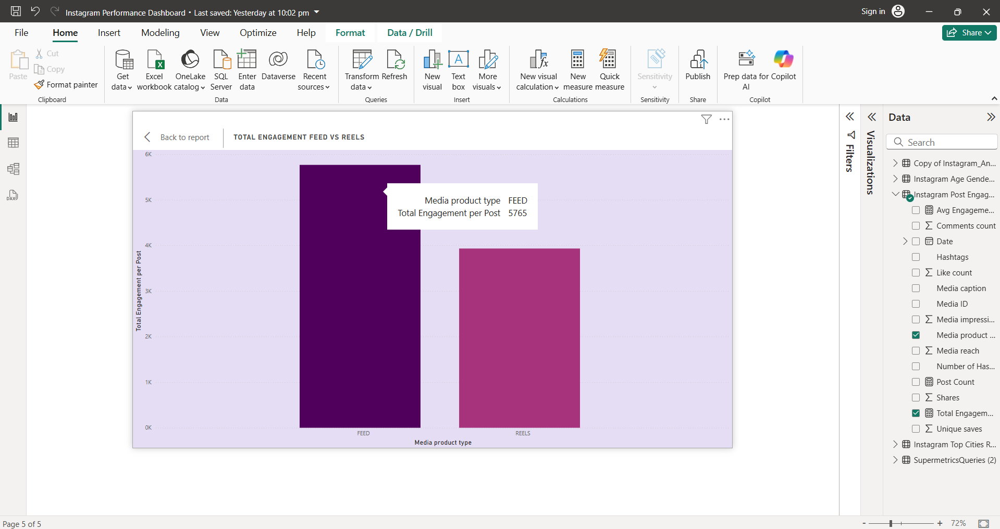 Instagram Performance Dashboard • Last saved: Yesterday at 10:02 pm
Sign in
File
Home
Insert
Modeling
View
Optimize
Help
Format
Data / Drill
Share
Paste
Cut
Copy
Format painter
Clipboard
Get data
Excel workbook
OneLake catalog
SQL Server
Enter data
Dataverse
Recent sources
Data
Transform data
Refresh
Queries
New visual
Text box
More visuals
Insert
New visual calculation
New measure
Quick measure
Calculations
Sensitivity
Sensitivity
Publish
Share
Prep data for AI
Copilot
Copilot
Back to report
TOTAL ENGAGEMENT FEED VS REELS
6K
5K
4K
3K
2K
1K
0K
Total Engagement per Post
Media product type FEED
Total Engagement per Post 5765
FEED
REELS
Media product type
Filters
Visualizations
Data
Search
Copy of Instagram_An...
Instagram Age Gende...
Instagram Post Engag...
Avg Engageme...
Comments count
Date
Hashtags
Like count
Media caption
Media ID
Media impressi...
Media product ...
Media reach
Number of Has...
Post Count
Shares
Total Engagem...
Unique saves
Instagram Top Cities R...
SupermetricsQueries (2)
DAX
Page 5 of 5
- + 72%